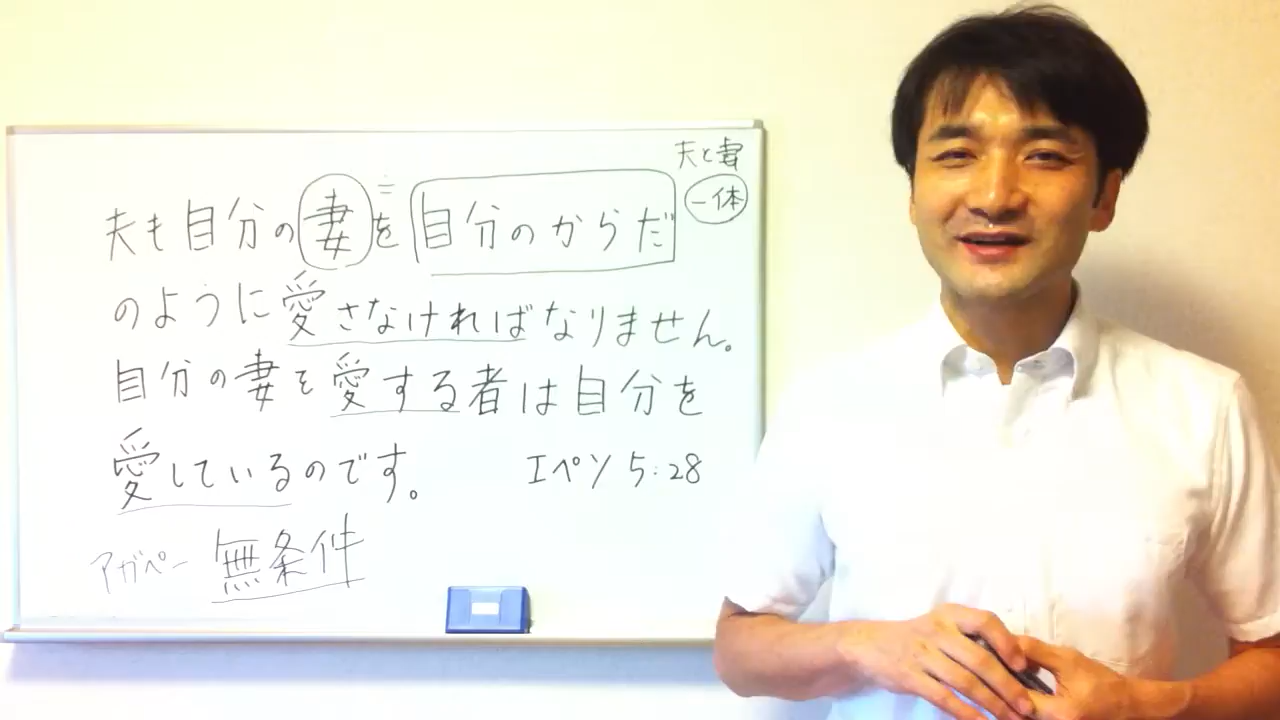 夫と妻
一体
夫も自分の妻を自分のからだ
のように愛さなければなりません。
自分の妻を愛する者は自分を
愛しているのです。 エペソ 5:28
アガペー 無条件